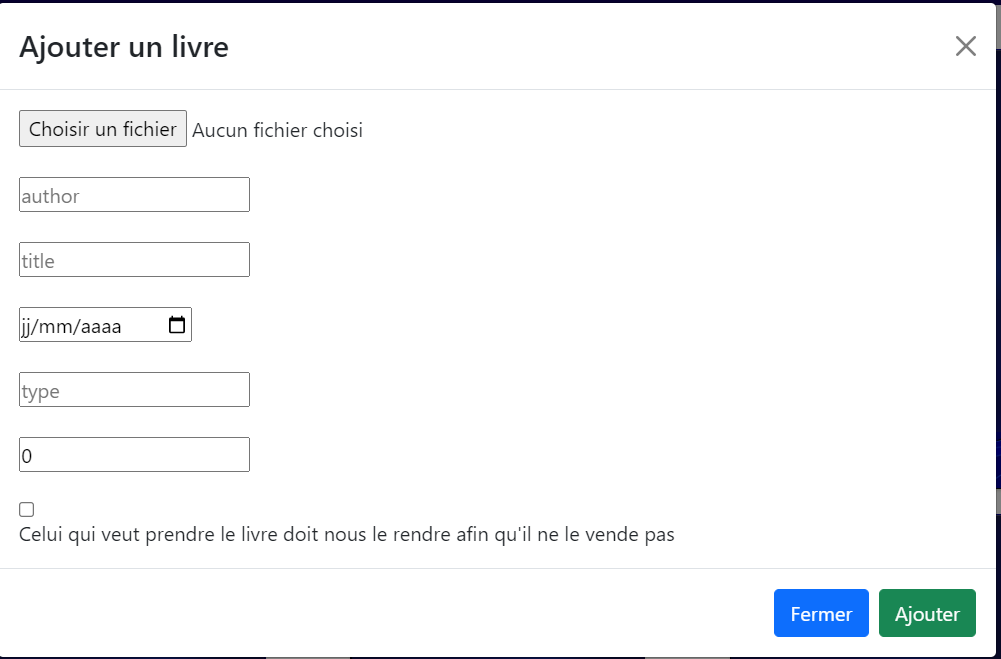 Ajouter un livre
Choisir un fichier Aucun fichier choisi
author
title
jj/mm/aaaa
type
0
Celui qui veut prendre le livre doit nous le rendre afin qu'il ne le vende pas
Fermer Ajouter